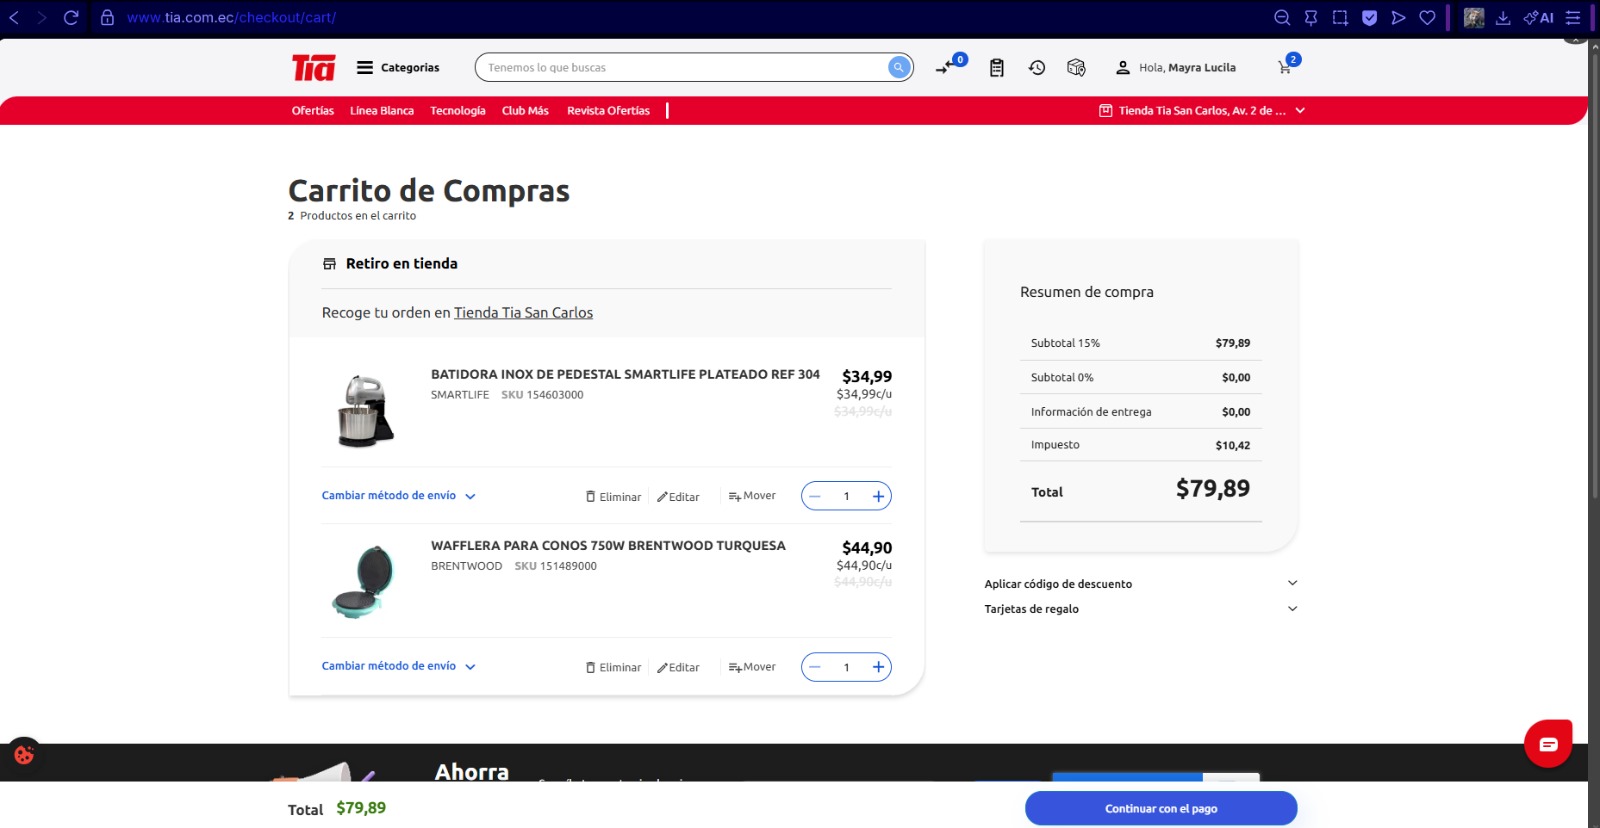 www.tia.com.ec/checkout/cart/
AI
Tia
Categorias
Tenemos lo que buscas
0
Hola, Mayra Lucila
2
Ofertías
Línea Blanca
Tecnología
Club Más
Revista Ofertías
Tienda Tia San Carlos, Av. 2 de ...
Carrito de Compras
2 Productos en el carrito
Retiro en tienda
Recoge tu orden en Tienda Tia San Carlos
BATIDORA INOX DE PEDESTAL SMARTLIFE PLATEADO REF 304
$34,99
SMARTLIFE SKU 154603000
$34,99c/u
$34,99c/u
Cambiar método de envío
Eliminar
Editar
Mover
1
WAFFLERA PARA CONOS 750W BRENTWOOD TURQUESA
$44,90
BRENTWOOD SKU 151489000
$44,90c/u
$44,90c/u
Cambiar método de envío
Eliminar
Editar
Mover
1
Resumen de compra
Subtotal 15% $79,89
Subtotal 0% $0,00
Información de entrega $0,00
Impuesto $10,42
Total $79,89
Aplicar código de descuento
Tarjetas de regalo
Ahorra
Total $79,89
Continuar con el pago